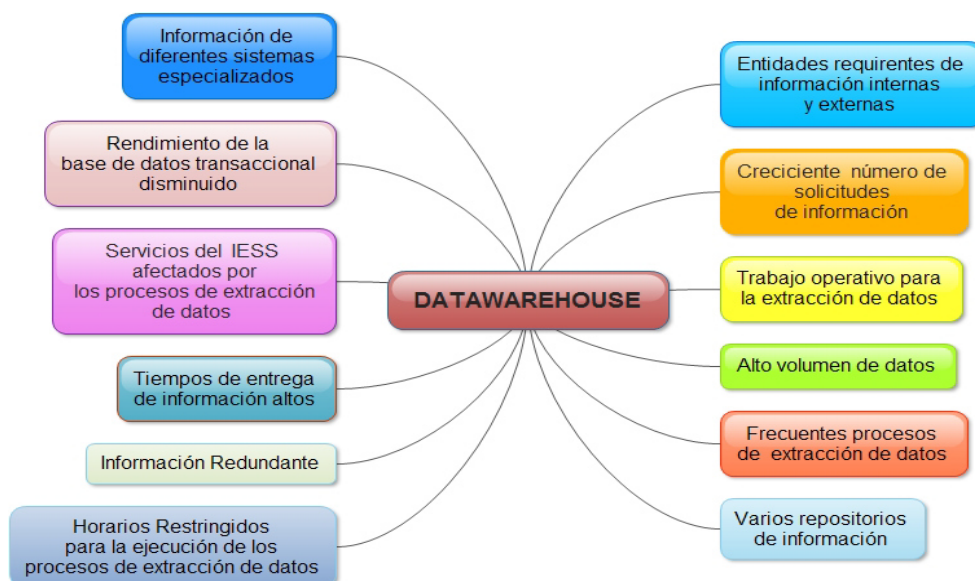 Información de
diferentes sistemas
especializados
Rendimiento de la
base de datos transaccional
disminuido
Servicios del IESS
afectados por
los procesos de extracción
de datos
Tiempos de entrega
de información altos
Información Redundante
Horarios Restringidos
para la ejecución de los
procesos de extracción de datos
DATAWAREHOUSE
Entidades requirentes de
información internas
y externas
Creciciente número de
solicitudes
de información
Trabajo operativo para
la extracción de datos
Alto volumen de datos
Frecuentes procesos
de extracción de datos
Varios repositorios
de información